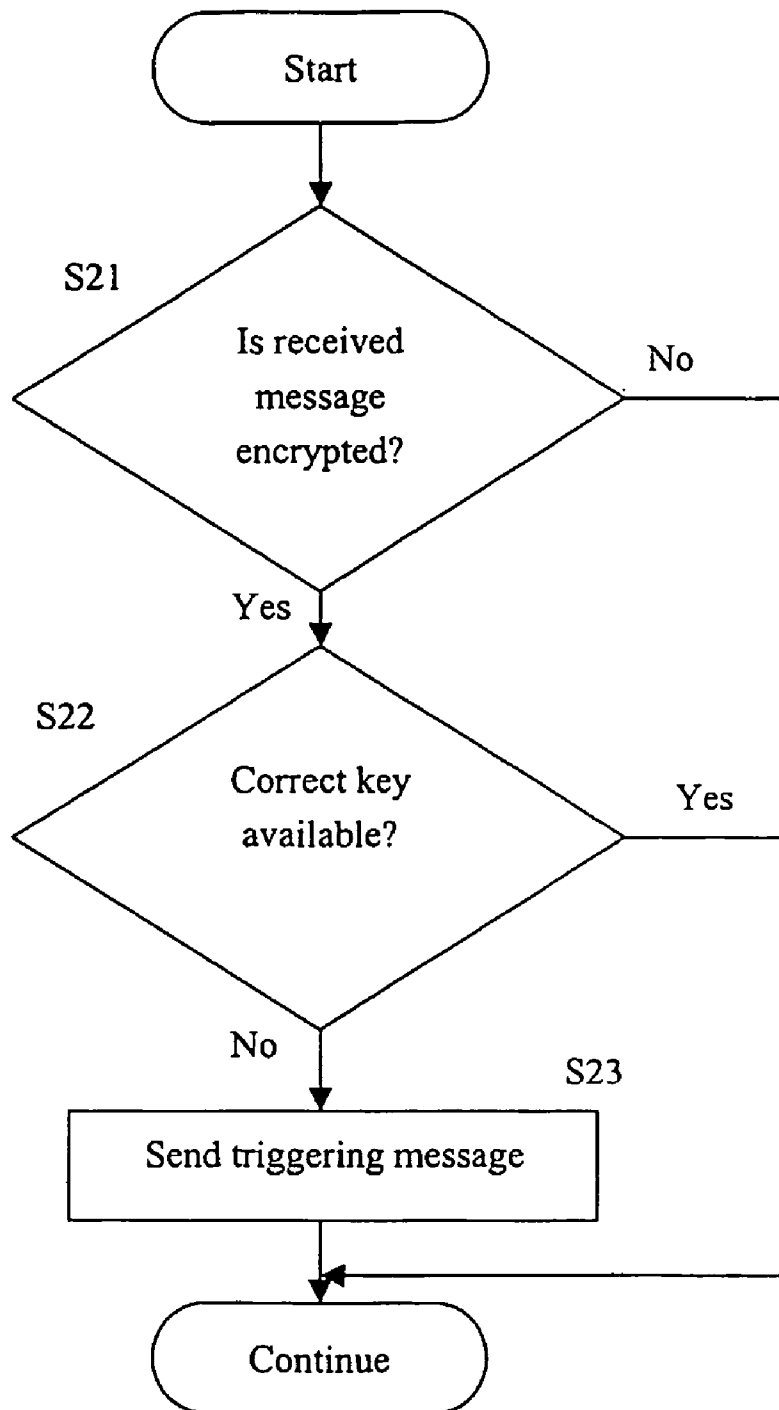 Start
S21
Is received
message
encrypted?
No
Yes
S22
Correct key
available?
Yes
No
S23
Send triggering message
Continue